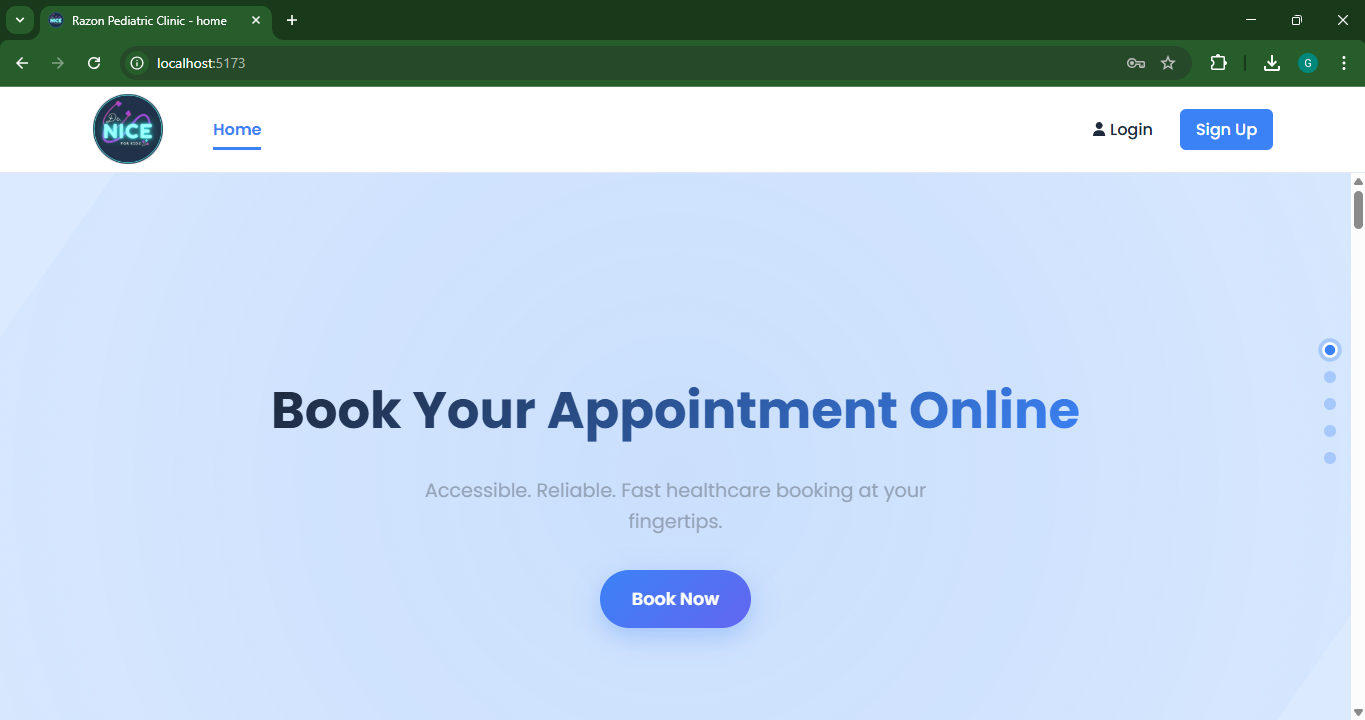 Razon Pediatric Clinic - home
localhost:5173
G
Dr.
NICE
FOR KIDZ
Home
Login
Sign Up
Book Your Appointment Online
Accessible. Reliable. Fast healthcare booking at your
fingertips.
Book Now